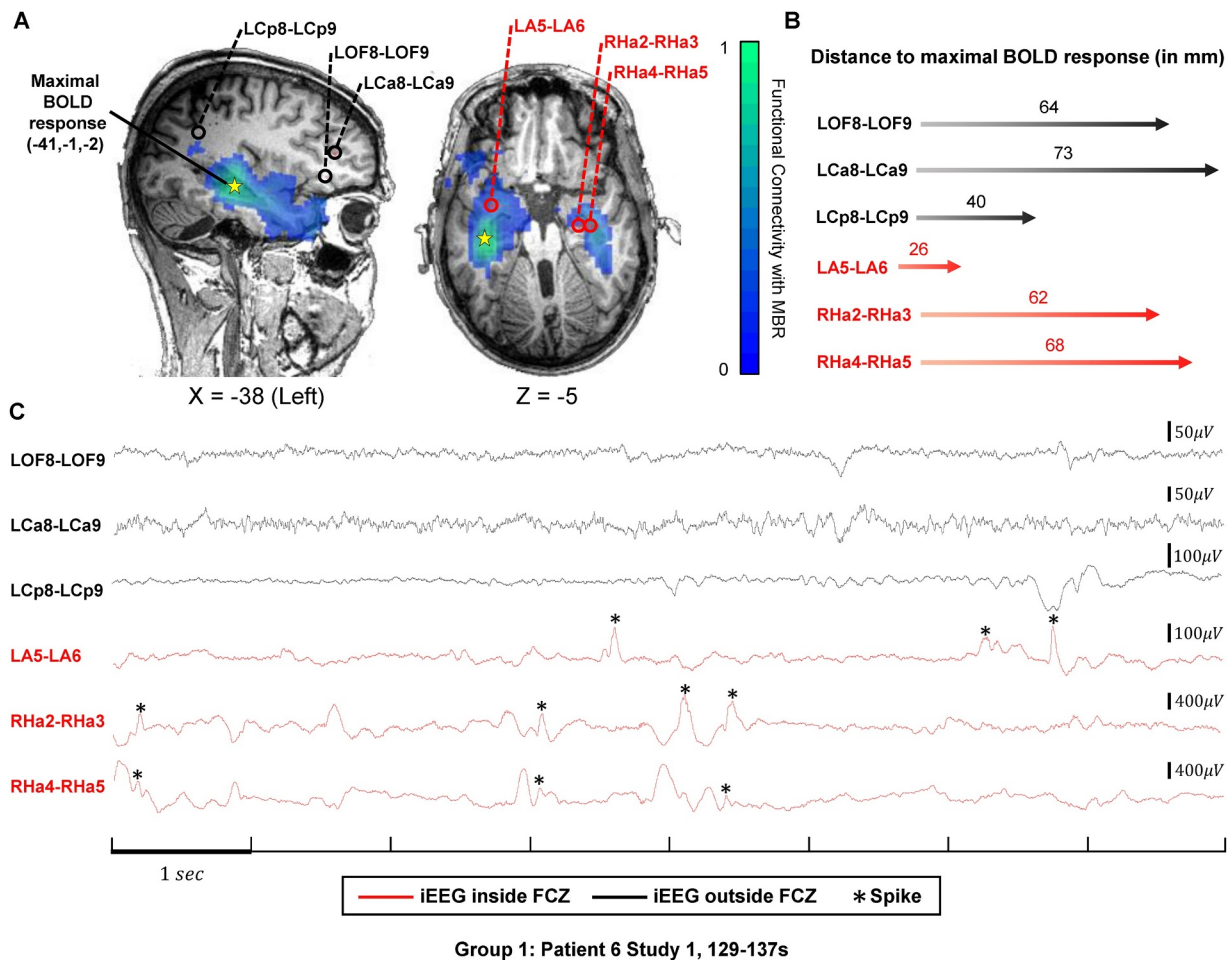 A
LCp8-LCp9
LOF8-LOF9
LCa8-LCa9
Maximal
BOLD
response
(-41,-1,-2)
X = -38 (Left)
LA5-LA6
RHa2-RHa3
RHa4-RHa5
Z = -5
1
0
Functional Connectivity with MBR
B
Distance to maximal BOLD response (in mm)
LOF8-LOF9 64
LCa8-LCa9 73
LCp8-LCp9 40
LA5-LA6 26
RHa2-RHa3 62
RHa4-RHa5 68
C
LOF8-LOF9 50μV
LCa8-LCa9 50μV
LCp8-LCp9 100μV
LA5-LA6 * * * 100μV
RHa2-RHa3 * * * * 400μV
RHa4-RHa5 * * * 400μV
1 sec
iEEG inside FCZ iEEG outside FCZ * Spike
Group 1: Patient 6 Study 1, 129-137s